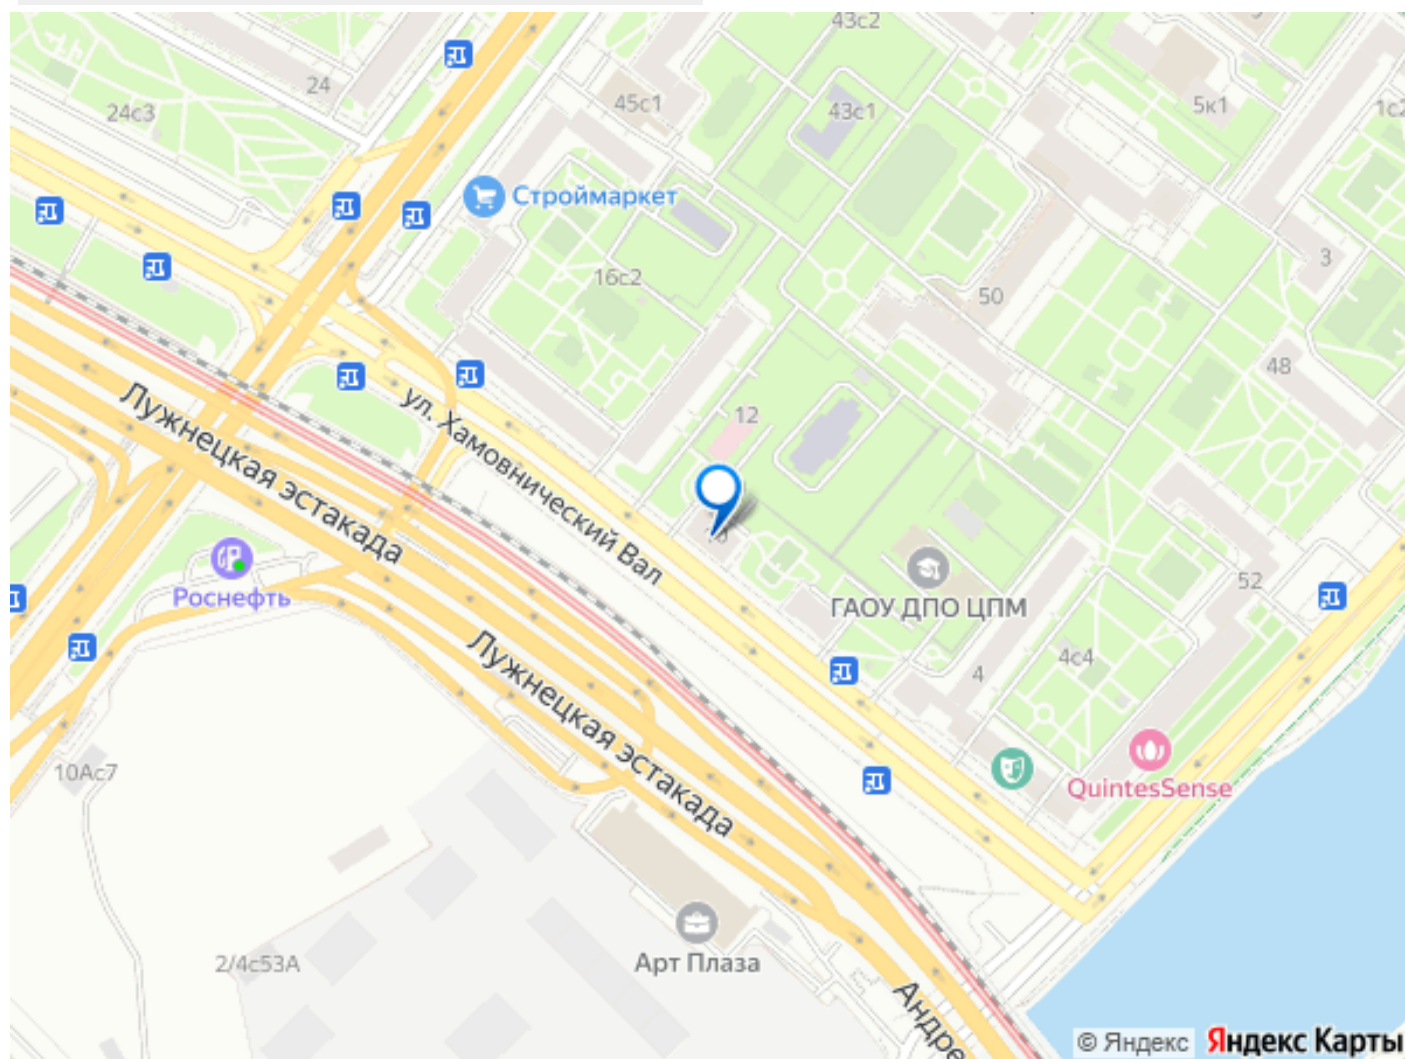 43с2
24
24с3
45с1
43с1
5к1
1с2
Строймаркет
16с2
3
50
48
12
ул. Хамовнический Вал
Лужнецкая эстакада
Роснефть
ГАОУ ДПО ЦПМ
52
4
4с4
Лужнецкая эстакада
10Ас7
QuintesSense
2/4с53А
Арт Плаза
Андре
© Яндекс Яндекс Карты